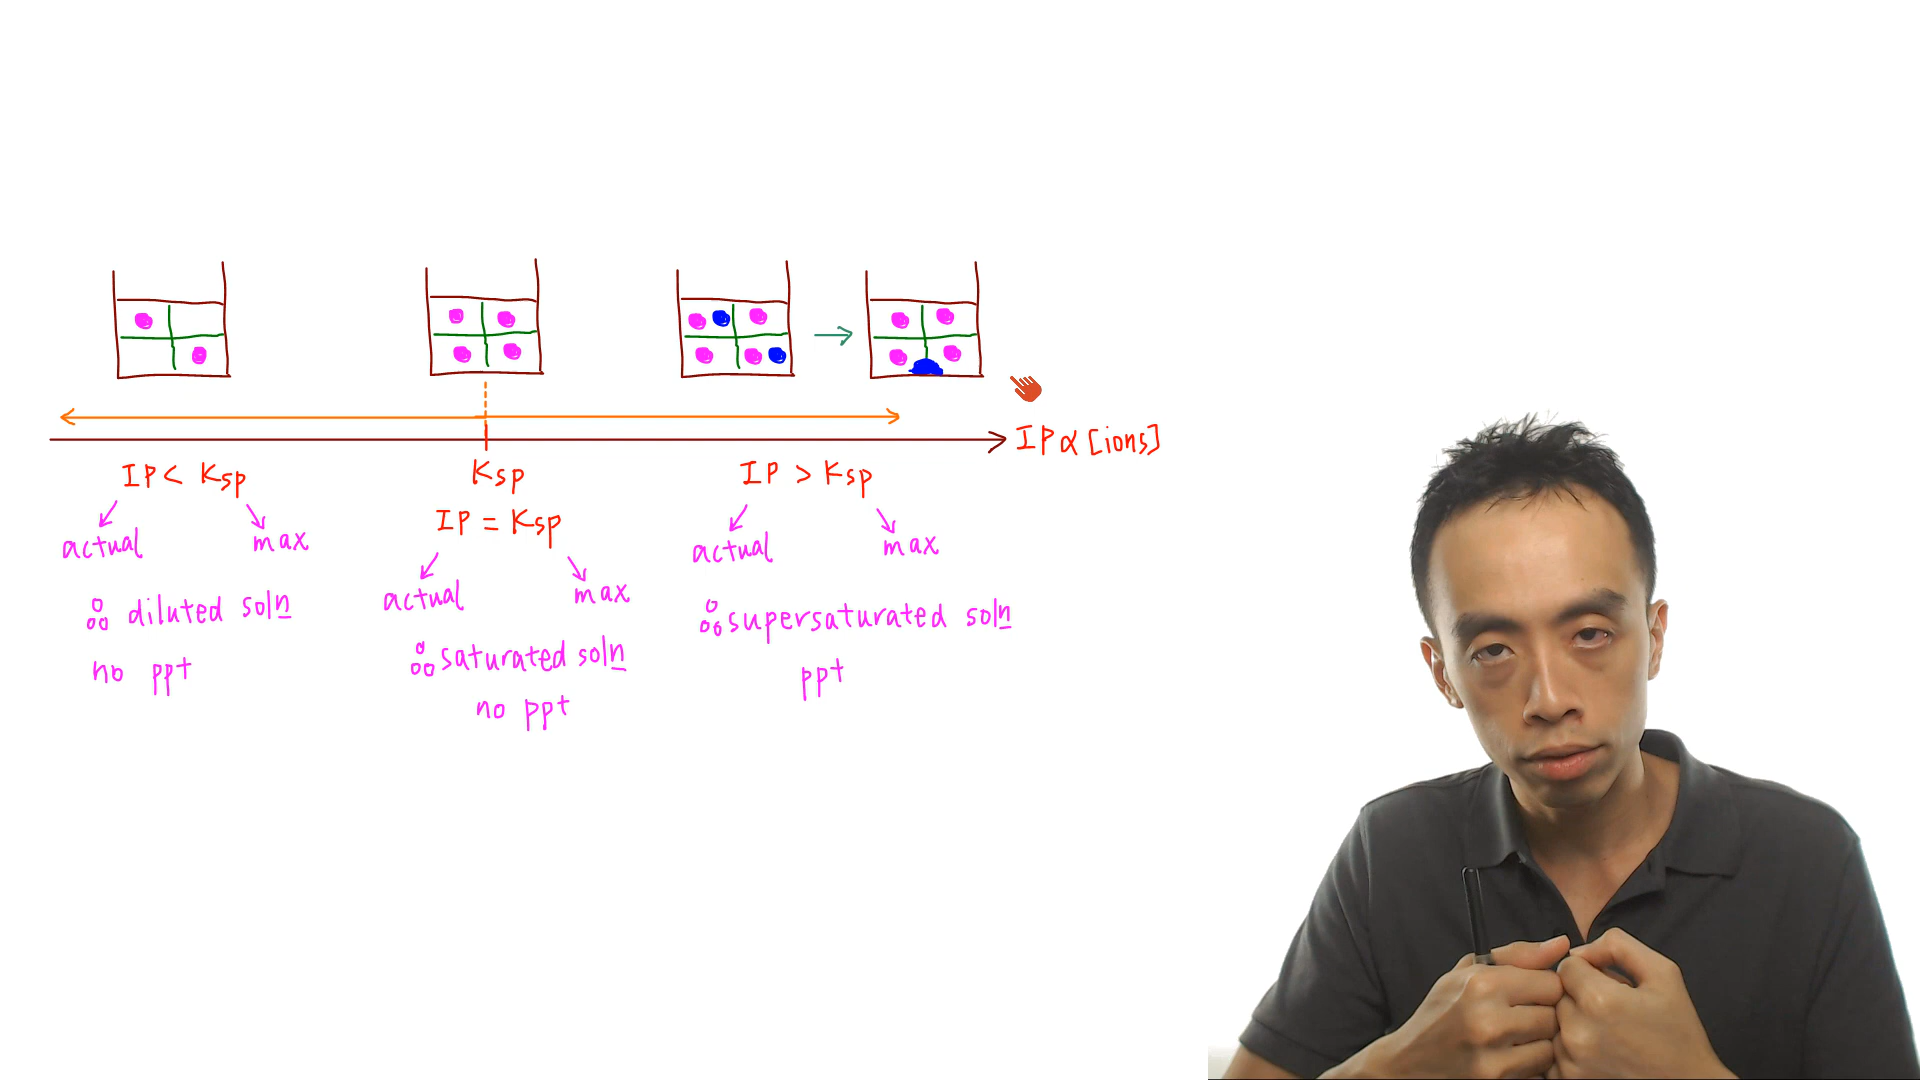 IP α [ions]
IP < Ksp
actual
max
∴ diluted soln
no ppt
Ksp
IP = Ksp
actual
max
∴ saturated soln
no ppt
IP > Ksp
actual
max
∴ supersaturated soln
ppt